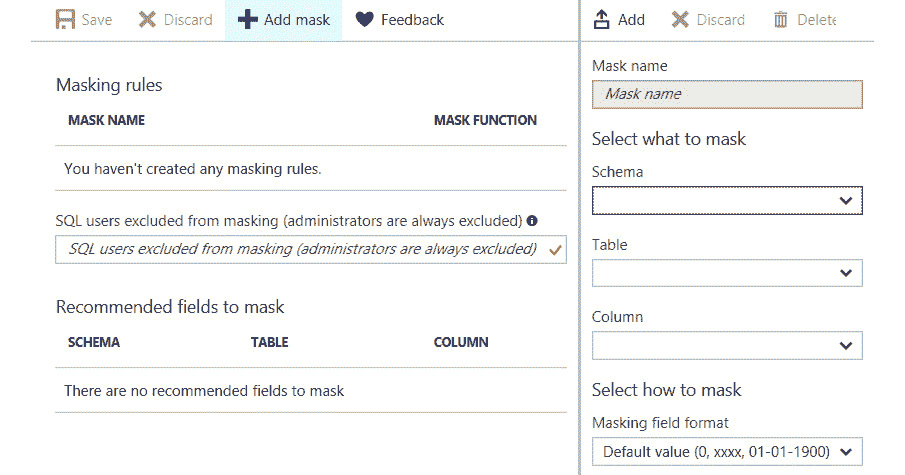 Save Discard Add mask Feedback
Masking rules
MASK NAME MASK FUNCTION
You haven't created any masking rules.
SQL users excluded from masking (administrators are always excluded)
SQL users excluded from masking (administrators are always excluded)
Recommended fields to mask
SCHEMA TABLE COLUMN
There are no recommended fields to mask
Add Discard Delete
Mask name
Mask name
Select what to mask
Schema
Table
Column
Select how to mask
Masking field format
Default value (0, xxxx, 01-01-1900)